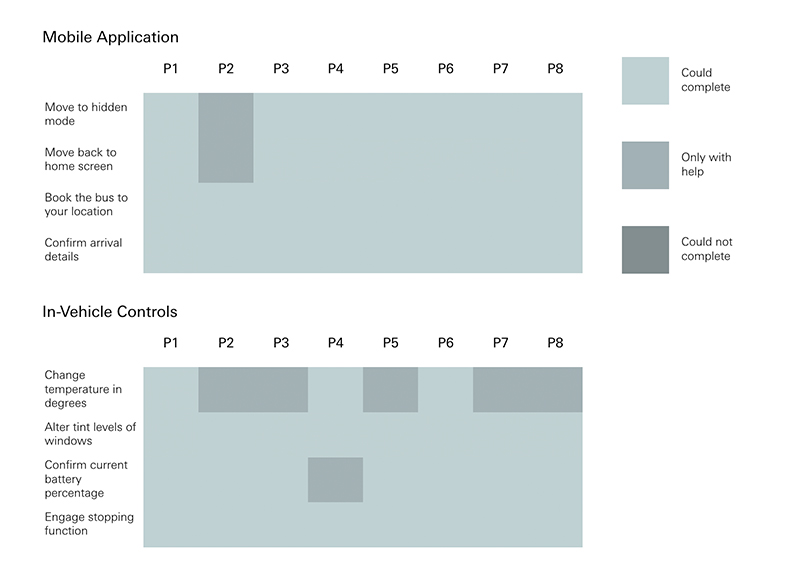 Mobile Application
P1 P2 P3 P4 P5 P6 P7 P8
Move to hidden
mode
Move back to
home screen
Book the bus to
your location
Confirm arrival
details
Could
complete
Only with
help
Could not
complete
In-Vehicle Controls
P1 P2 P3 P4 P5 P6 P7 P8
Change
temperature in
degrees
Alter tint levels of
windows
Confirm current
battery
percentage
Engage stopping
function